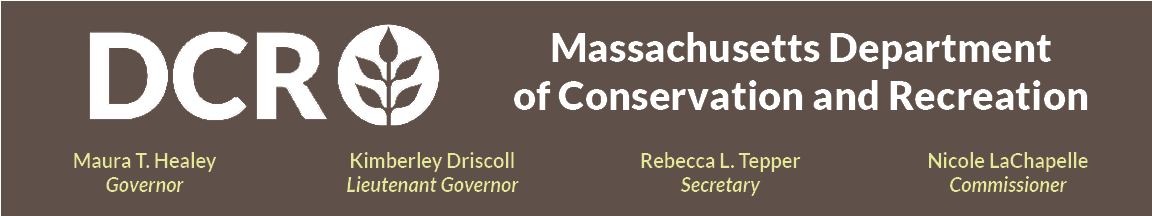 DCR
Massachusetts Department
of Conservation and Recreation
Maura T. Healey
Governor
Kimberley Driscoll
Lieutenant Governor
Rebecca L. Tepper
Secretary
Nicole LaChapelle
Commissioner